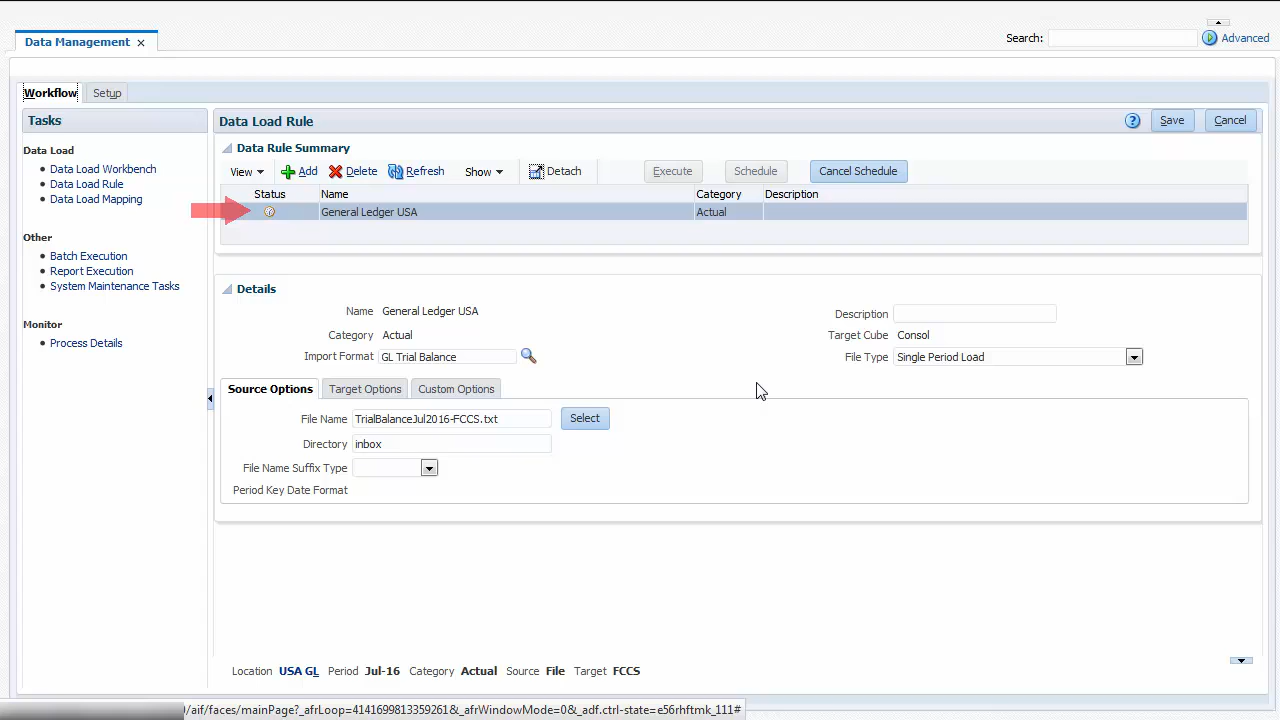 Data Management
Search: Advanced
Workflow Setup
Tasks
Data Load
Data Load Workbench
Data Load Rule
Data Load Mapping
Other
Batch Execution
Report Execution
System Maintenance Tasks
Monitor
Process Details
Data Load Rule Save Cancel
Data Rule Summary
View Add Delete Refresh Show Detach Execute Schedule Cancel Schedule
Status Name Category Description
General Ledger USA Actual
Details
Name General Ledger USA Description
Category Actual Target Cube Consol
Import Format GL Trial Balance File Type Single Period Load
Source Options Target Options Custom Options
File Name TrialBalanceJul2016-FCCS.txt Select
Directory inbox
File Name Suffix Type
Period Key Date Format
Location USA GL Period Jul-16 Category Actual Source File Target FCCS
/aif/faces/mainPage?_afrLoop=4141699813359261&_afrWindowMode=0&_adf.ctrl-state=e56rhftmk_111#